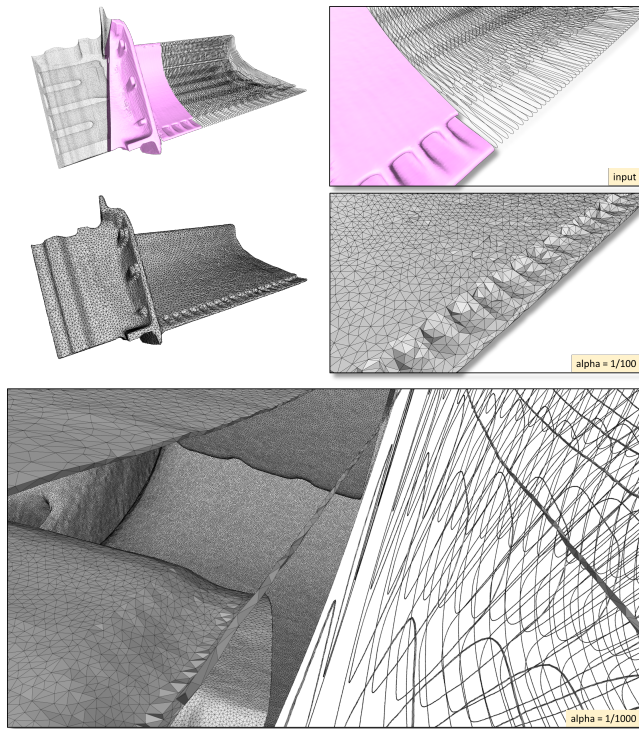 input
alpha = 1/100
alpha = 1/1000